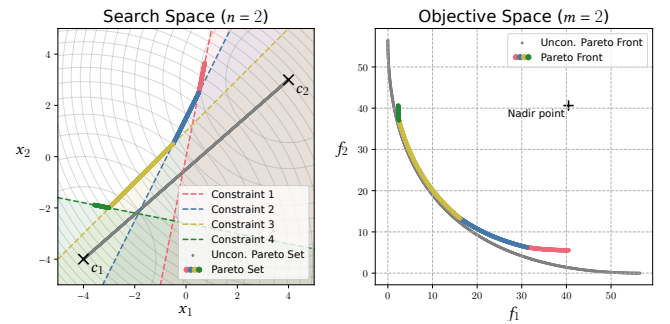 Search Space (n = 2)
x2
4
2
0
−2
−4
c2
c1
Constraint 1
Constraint 2
Constraint 3
Constraint 4
Uncon. Pareto Set
Pareto Set
−4 −2 0 2 4
x1
Objective Space (m = 2)
f2
60
50
40
30
20
10
0
Uncon. Pareto Front
Pareto Front
Nadir point
0 10 20 30 40 50
f1